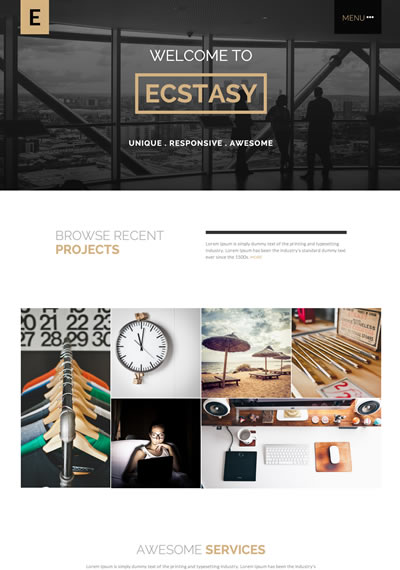 E
MENU
WELCOME TO
ECSTASY
UNIQUE . RESPONSIVE . AWESOME
BROWSE RECENT
PROJECTS
Lorem Ipsum is simply dummy text of the printing and typesetting
industry. Lorem Ipsum has been the industry's standard dummy text
ever since the 1500s. MORE
20 21 22 23 24
27 28 29 30
AWESOME SERVICES
Lorem Ipsum is simply dummy text of the printing and typesetting industry. Lorem Ipsum has been the industry's